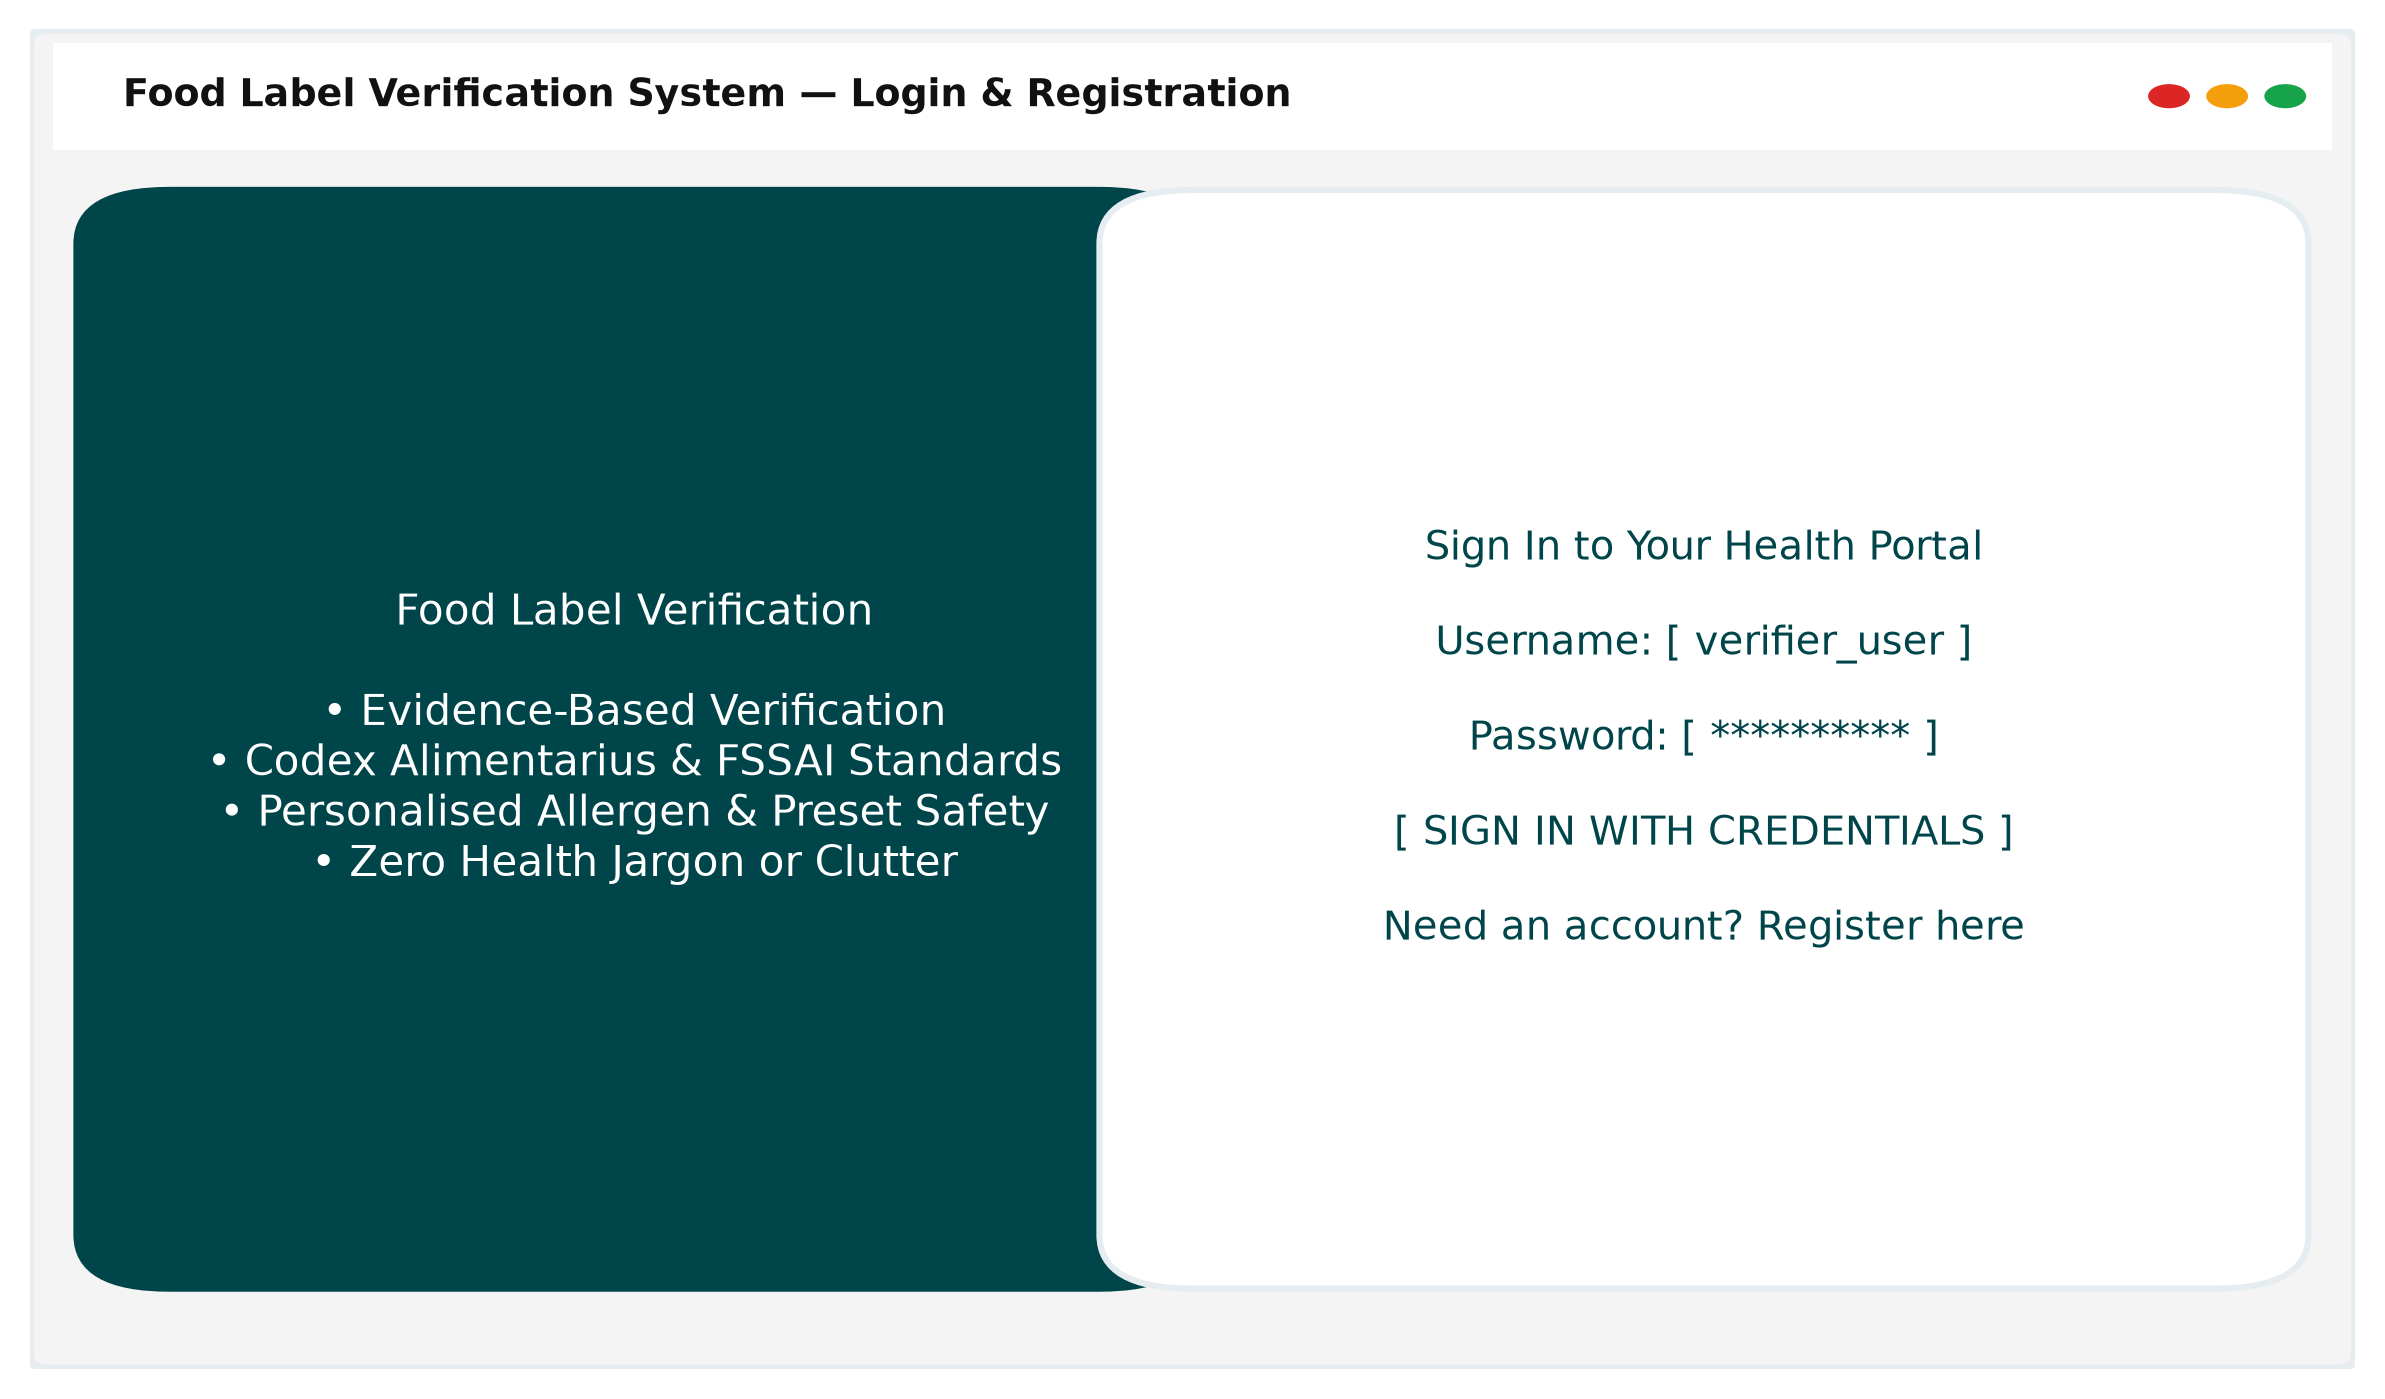 Food Label Verification System — Login & Registration
Food Label Verification
• Evidence-Based Verification
• Codex Alimentarius & FSSAI Standards
• Personalised Allergen & Preset Safety
• Zero Health Jargon or Clutter
Sign In to Your Health Portal
Username: [ verifier_user ]
Password: [ ********** ]
[ SIGN IN WITH CREDENTIALS ]
Need an account? Register here